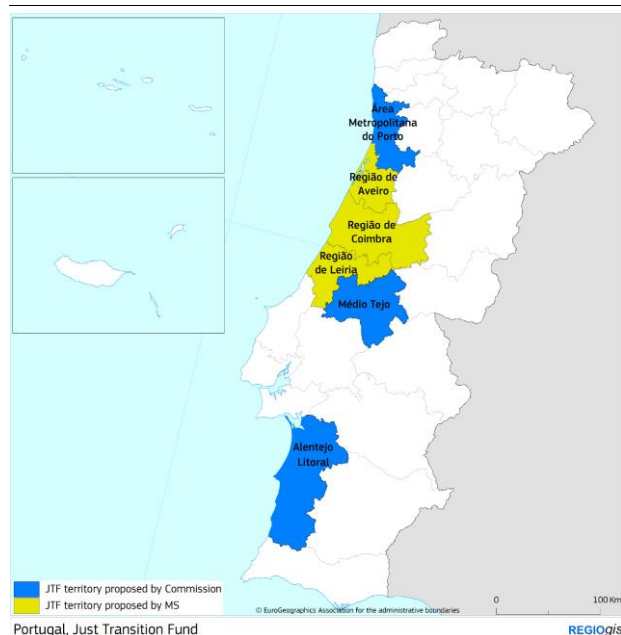 Área
Metropolitana
do Porto
Região de
Aveiro
Região de
Coimbra
Região
de Leiria
Médio Tejo
Alentejo
Litoral
JTF territory proposed by Commission
JTF territory proposed by MS
© EuroGeographics Association for the administrative boundaries
0 100 Km
Portugal, Just Transition Fund
REGIOgis